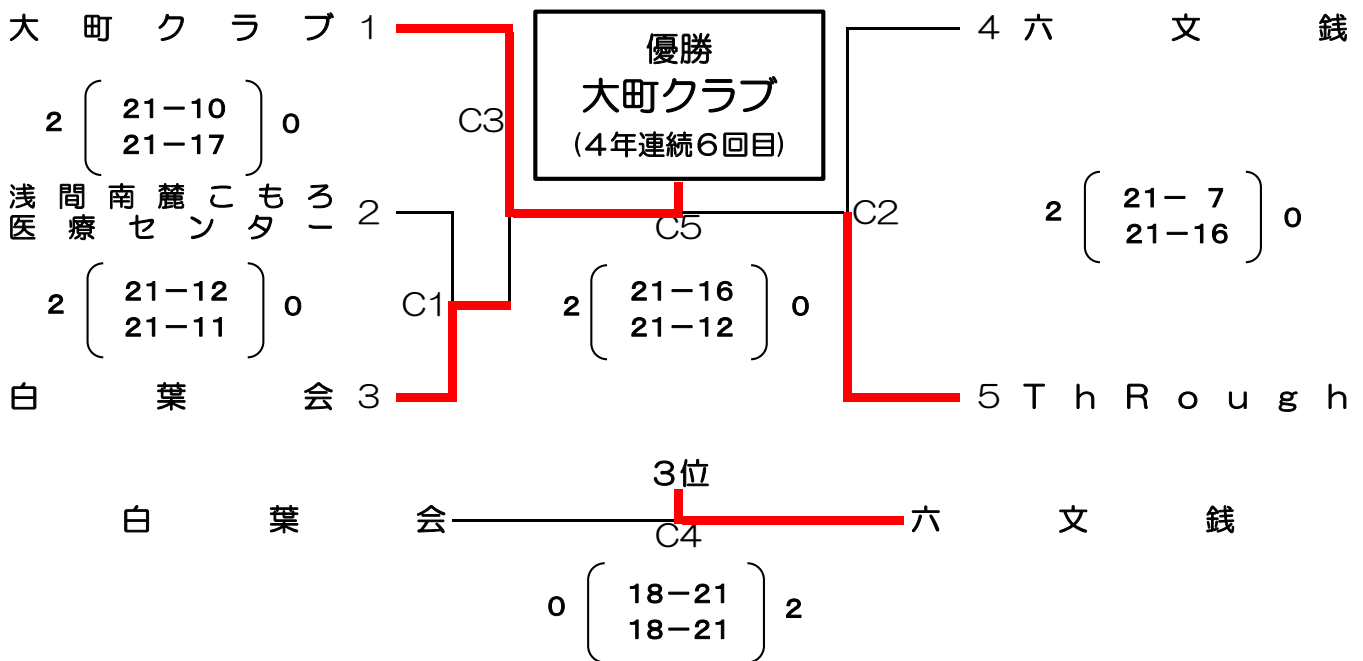 大町クラブ 1
優勝
大町クラブ
(4年連続6回目)
4 六文銭
2 21-10 0
21-17
C3
浅間南麓こもろ
医療センター 2
C5
C2
2 21- 7 0
21-16
2 21-12 0
21-11
C1
2 21-16 0
21-12
白葉会 3
5 ThRough
3位
白葉会
六文銭
C4
0 18-21 2
18-21